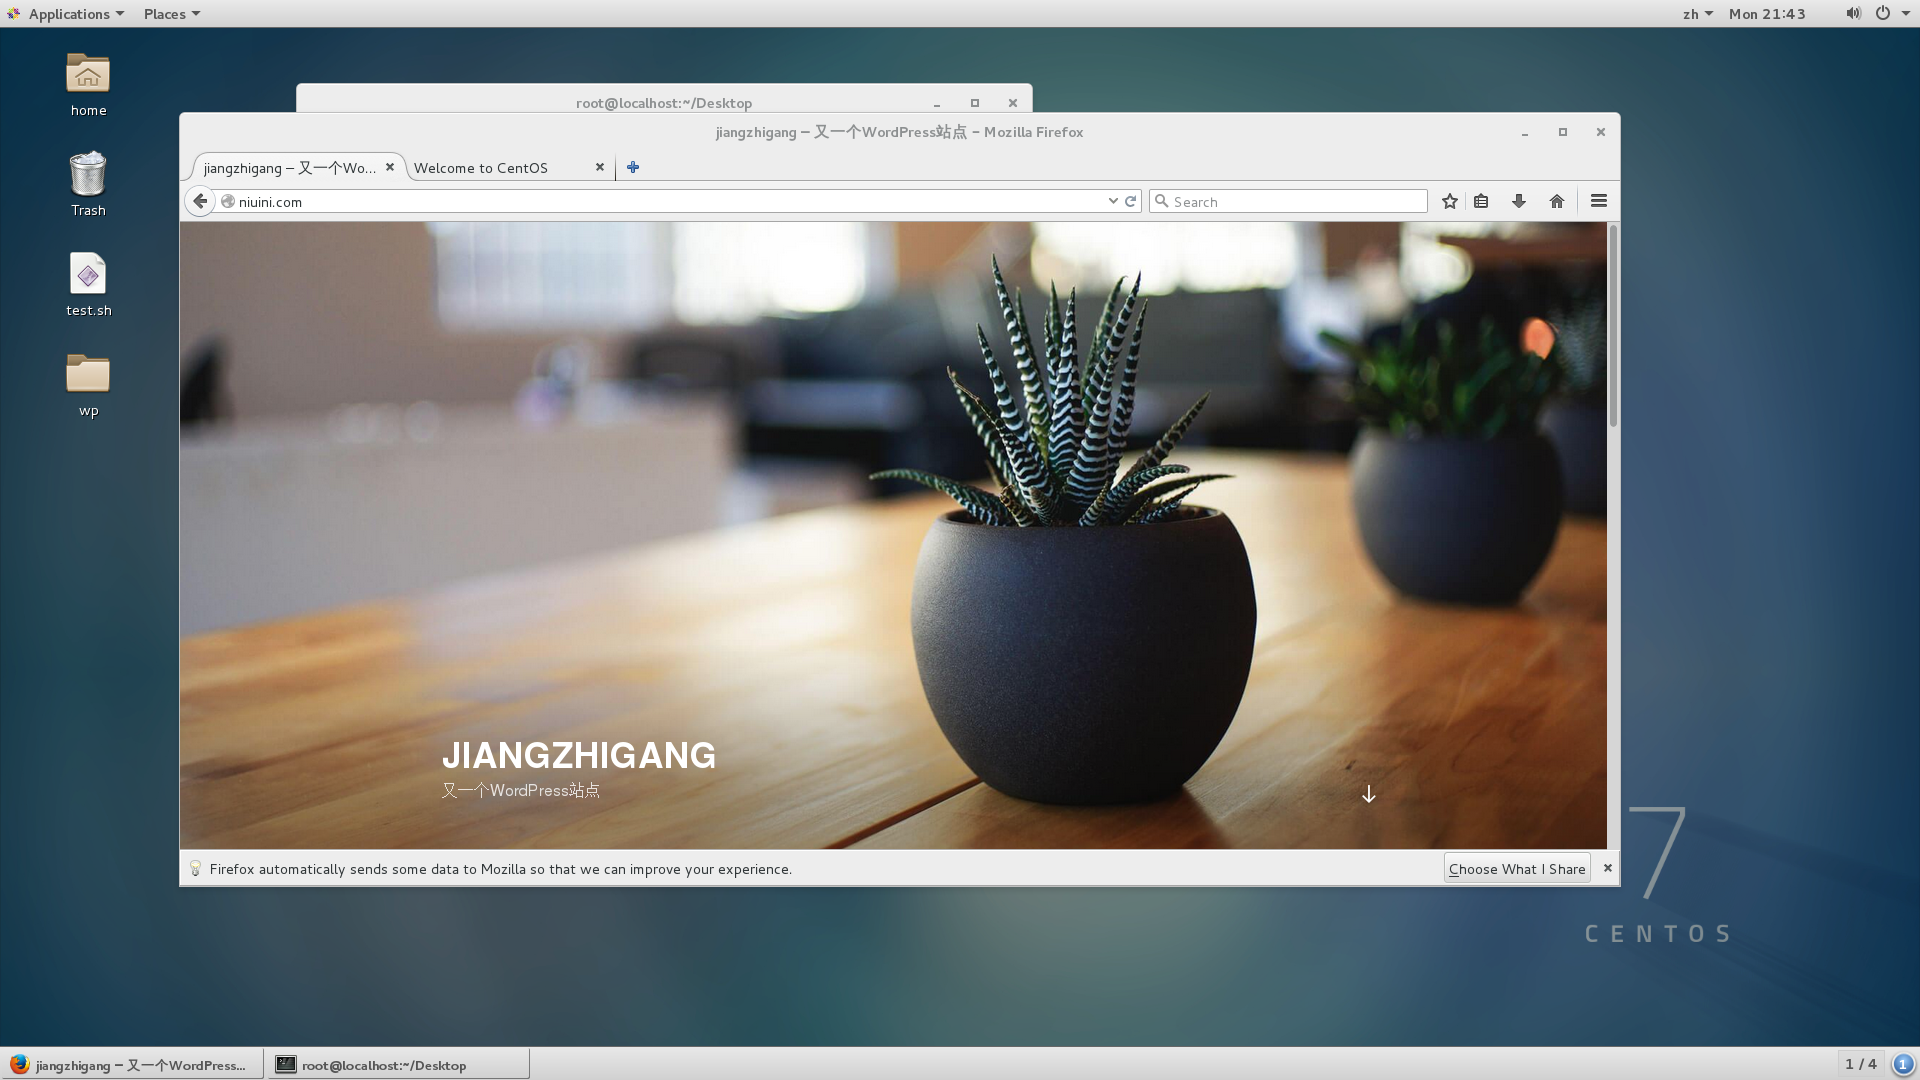 Applications Places zh Mon 21:43
home
Trash
test.sh
wp
root@localhost:~/Desktop
jiangzhigang – 又一个WordPress站点 - Mozilla Firefox
jiangzhigang – 又一个Wo... Welcome to CentOS
niuini.com Search
JIANGZHIGANG
又一个WordPress站点
Firefox automatically sends some data to Mozilla so that we can improve your experience. Choose What I Share
7
CENTOS
jiangzhigang – 又一个WordPress... root@localhost:~/Desktop 1 / 4 1